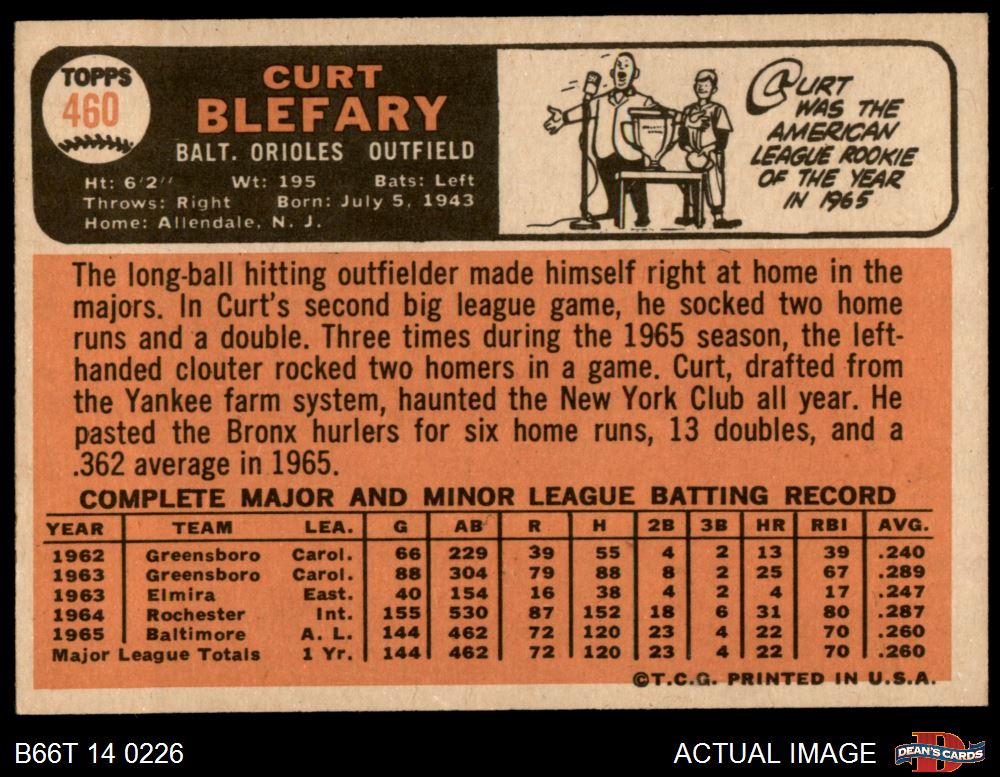 TOPPS
460
CURT
BLEFARY
BALT. ORIOLES OUTFIELD
Ht: 6'2" Wt: 195 Bats: Left
Throws: Right Born: July 5, 1943
Home: Allendale, N. J.
CURT
WAS THE
AMERICAN
LEAGUE ROOKIE
OF THE YEAR
IN 1965
The long-ball hitting outfielder made himself right at home in the
majors. In Curt's second big league game, he socked two home
runs and a double. Three times during the 1965 season, the left-
handed clouter rocked two homers in a game. Curt, drafted from
the Yankee farm system, haunted the New York Club all year. He
pasted the Bronx hurlers for six home runs, 13 doubles, and a
.362 average in 1965.
COMPLETE MAJOR AND MINOR LEAGUE BATTING RECORD
YEAR TEAM LEA. G AB R H 2B 3B HR RBI AVG.
1962 Greensboro Carol. 66 229 39 55 4 2 13 39 .240
1963 Greensboro Carol. 88 304 79 88 8 2 25 67 .289
1963 Elmira East. 40 154 16 38 4 2 4 17 .247
1964 Rochester Int. 155 530 87 152 18 6 31 80 .287
1965 Baltimore A. L. 144 462 72 120 23 4 22 70 .260
Major League Totals 1 Yr. 144 462 72 120 23 4 22 70 .260
©T.C.G. PRINTED IN U.S.A.
B66T 14 0226
ACTUAL IMAGE
DEAN'S CARDS